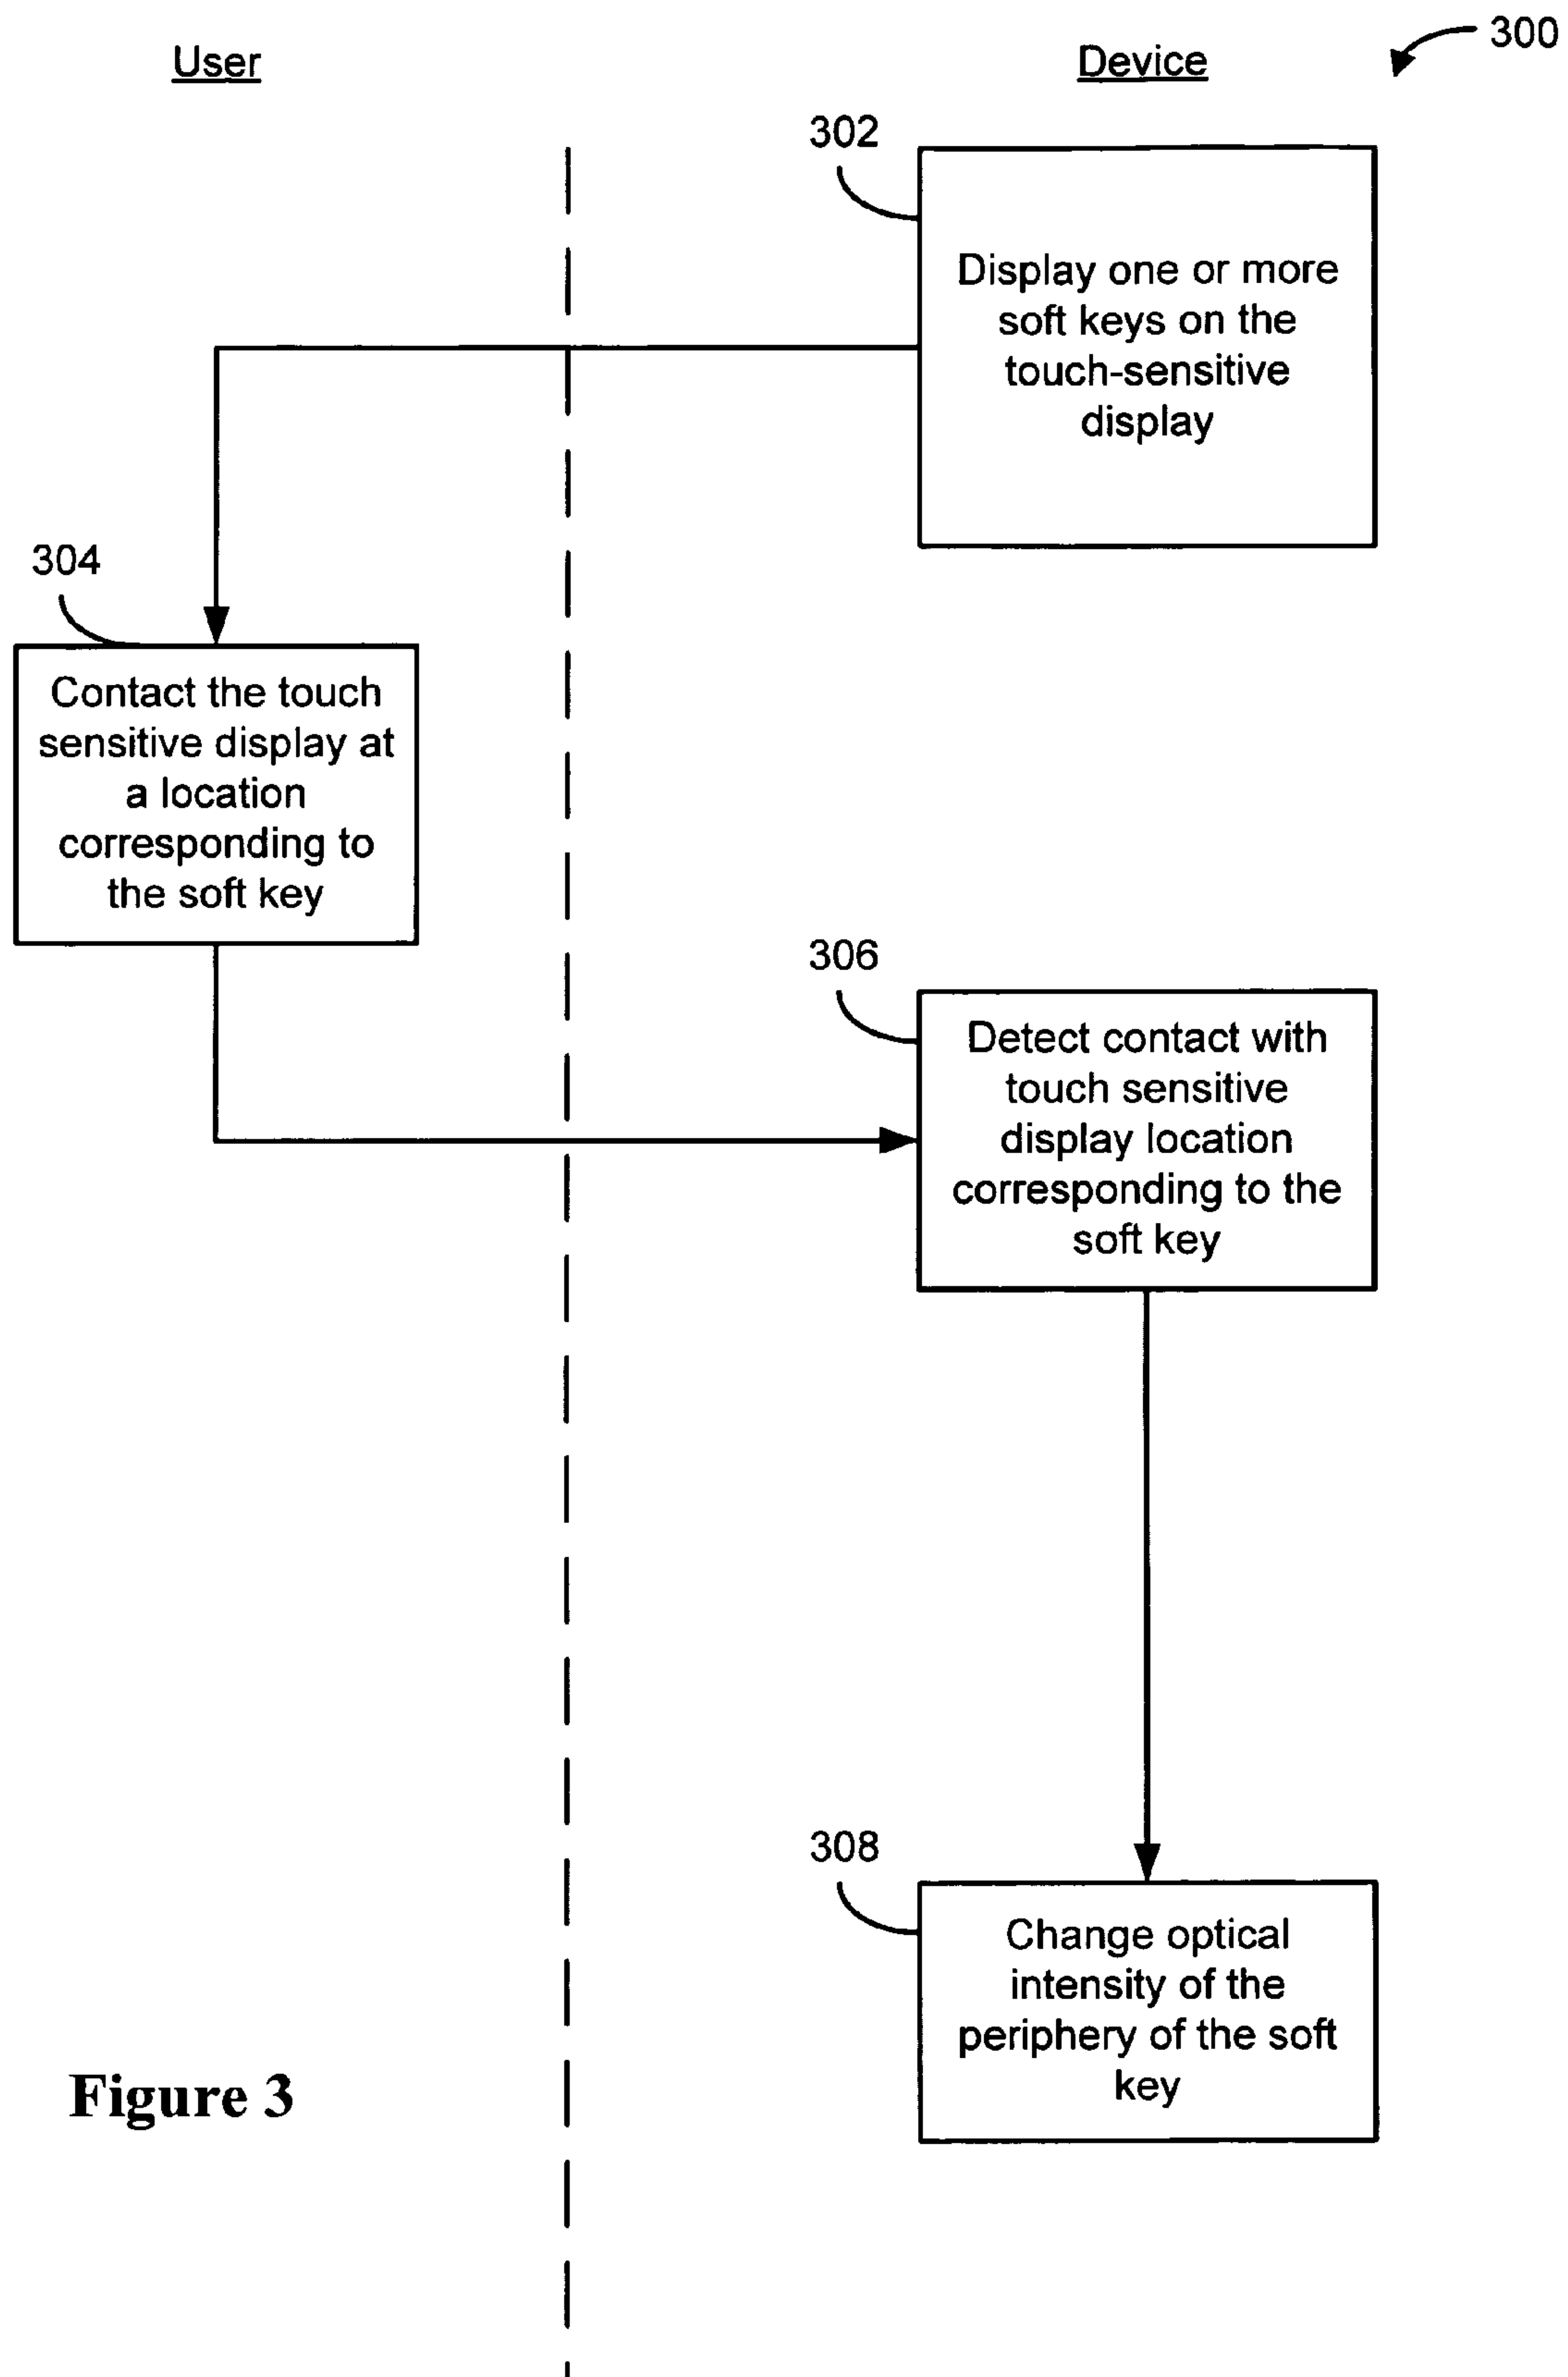 300
User
Device
302
Display one or more
soft keys on the
touch-sensitive
display
304
Contact the touch
sensitive display at
a location
corresponding to
the soft key
306
Detect contact with
touch sensitive
display location
corresponding to the
soft key
308
Change optical
intensity of the
periphery of the soft
key
Figure 3